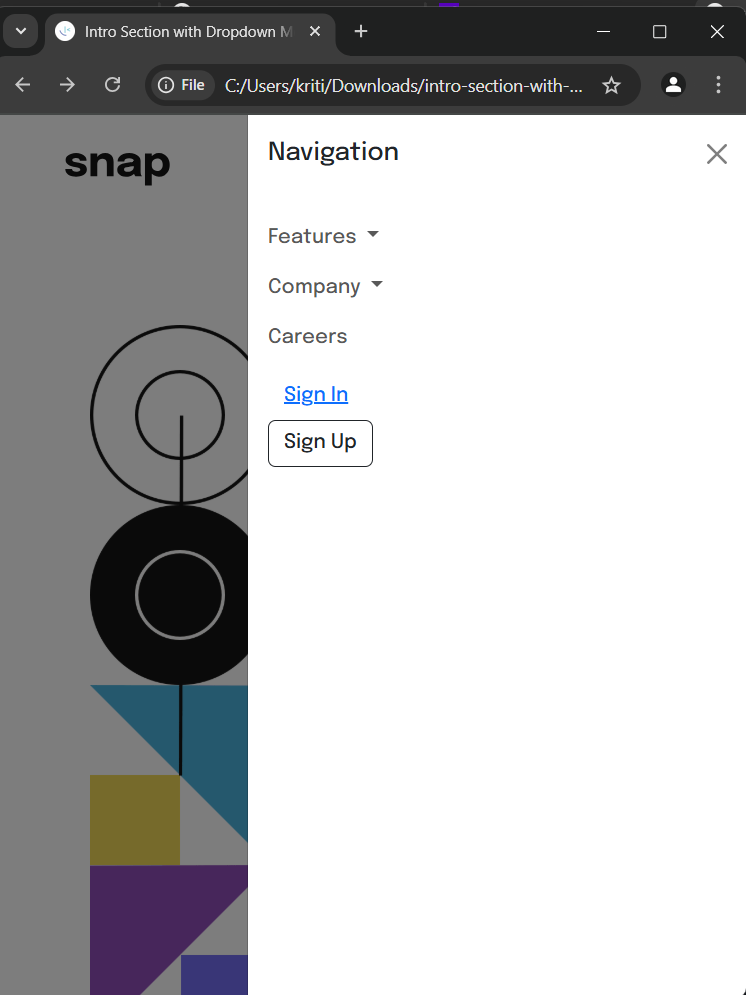 Intro Section with Dropdown M
File
C:/Users/kriti/Downloads/intro-section-with-...
snap
Navigation
Features
Company
Careers
Sign In
Sign Up